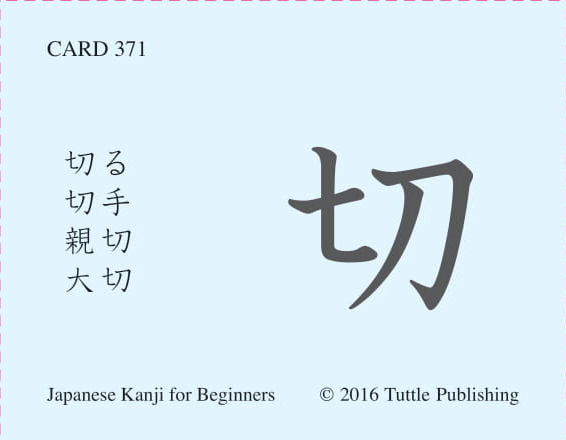 CARD 371
切る
切手
親切
大切
切
Japanese Kanji for Beginners © 2016 Tuttle Publishing